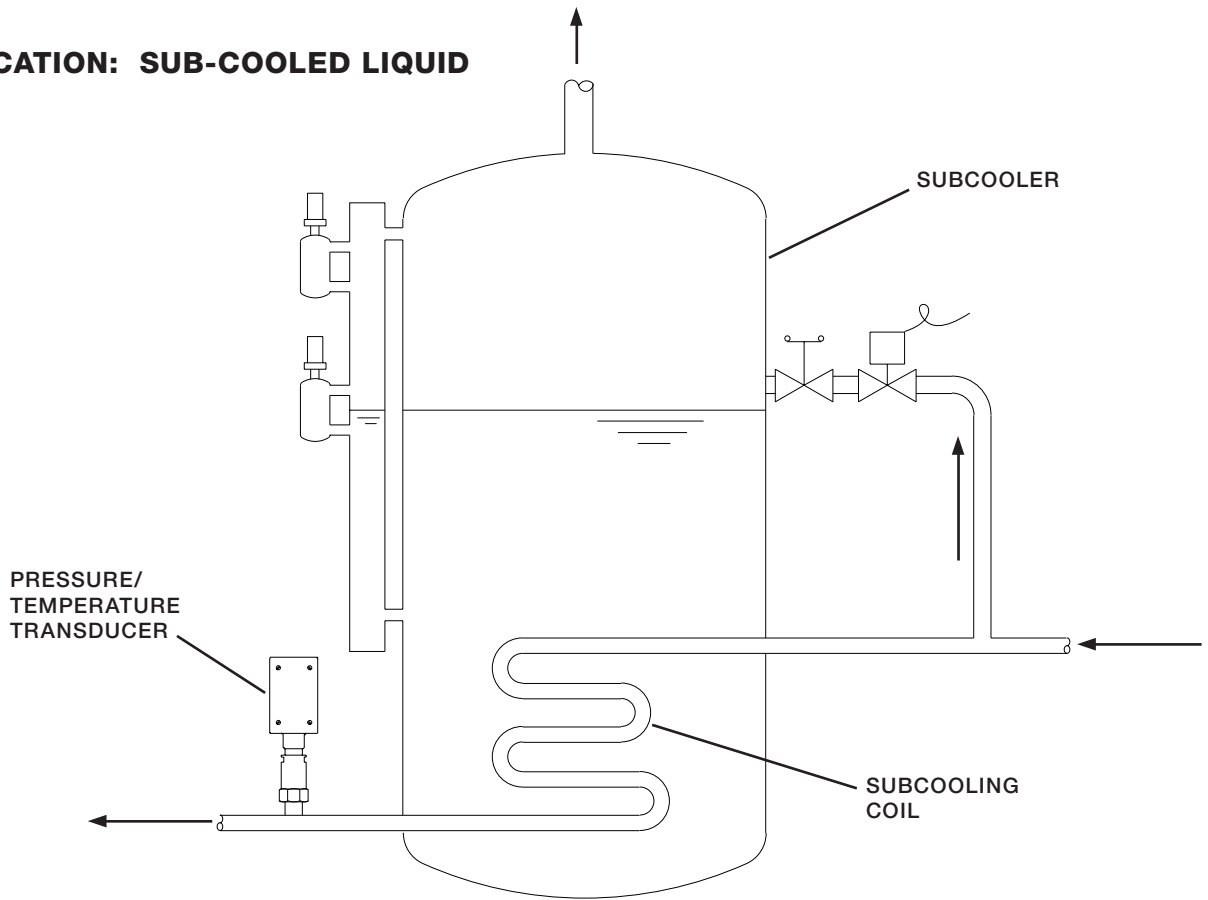 CATION: SUB-COOLED LIQUID
SUBCOOLER
PRESSURE/
TEMPERATURE
TRANSDUCER
SUBCOOLING
COIL